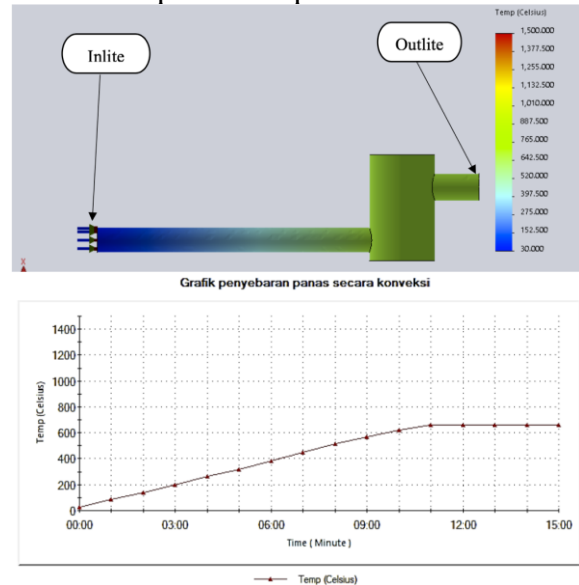 Temp (Celsius)
Inlite
Outlite
1,500.000
1,377.500
1,255.000
1,132.500
1,010.000
887.500
765.000
642.500
520.000
397.500
275.000
152.500
30.000
X
Grafik penyebaran panas secara konveksi
Temp (Celsius)
1400
1200
1000
800
600
400
200
0
00:00 03:00 06:00 09:00 12:00 15:00
Time ( Minute )
Temp (Celsius)